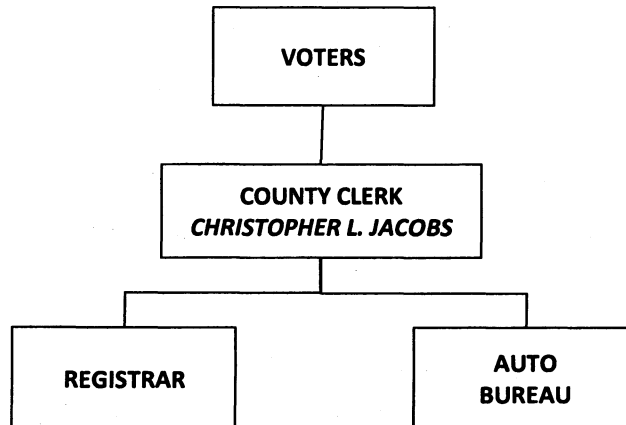 VOTERS
COUNTY CLERK
CHRISTOPHER L. JACOBS
REGISTRAR
AUTO
BUREAU